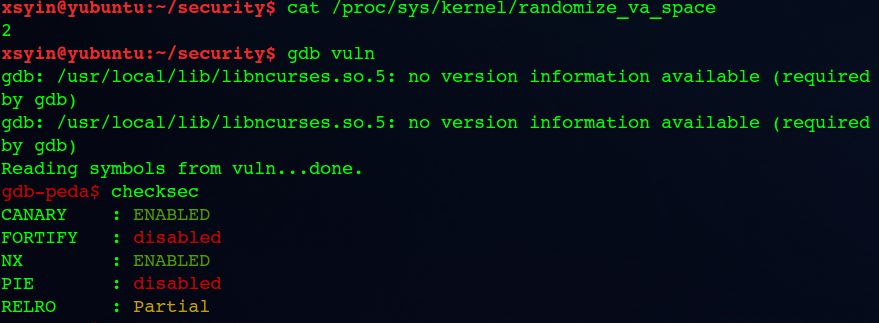 xsyin@yubuntu:~/security$ cat /proc/sys/kernel/randomize_va_space
2
xsyin@yubuntu:~/security$ gdb vuln
gdb: /usr/local/lib/libncurses.so.5: no version information available (required
by gdb)
gdb: /usr/local/lib/libncurses.so.5: no version information available (required
by gdb)
Reading symbols from vuln...done.
gdb-peda$ checksec
CANARY    : ENABLED
FORTIFY   : disabled
NX        : ENABLED
PIE       : disabled
RELRO     : Partial